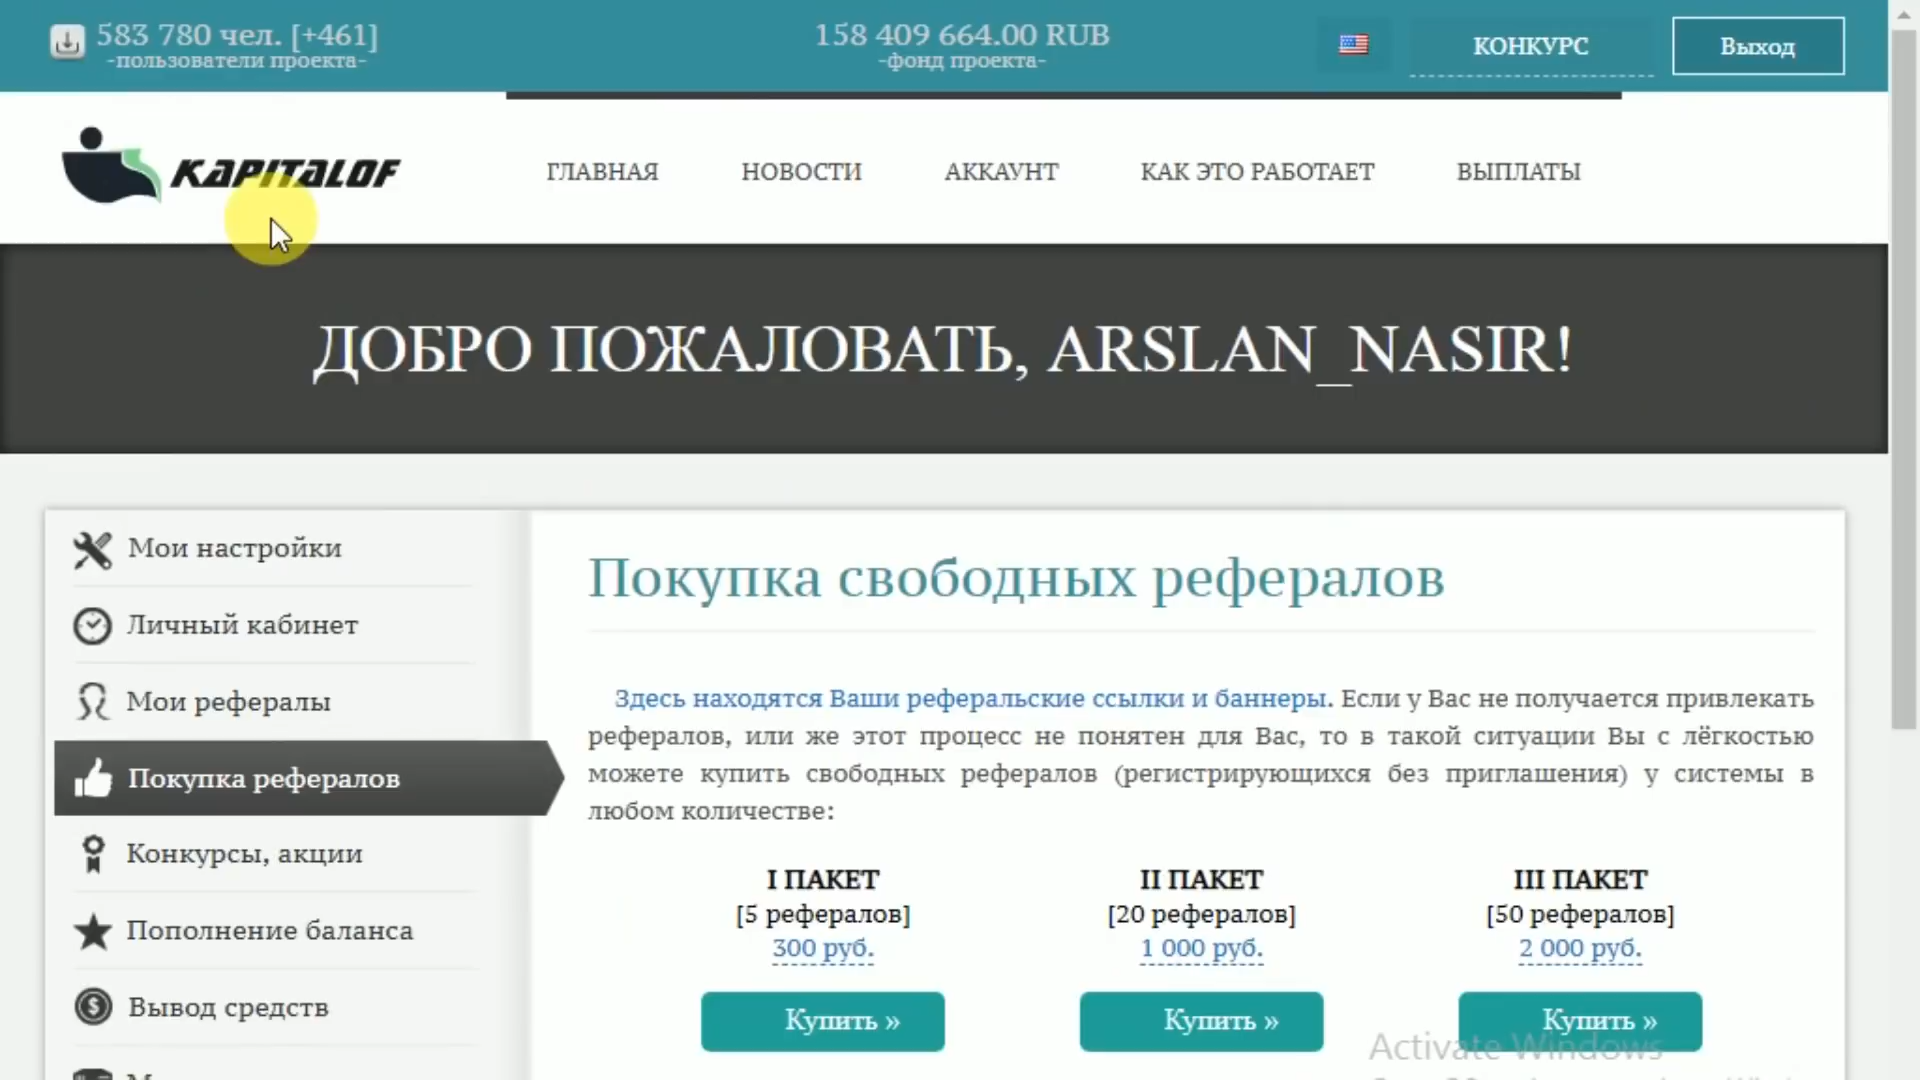 583 780 чел. [+461]
-пользователи проекта-
158 409 664.00 RUB
-фонд проекта-
КОНКУРС
Выход
KAPITALOF
ГЛАВНАЯ
НОВОСТИ
АККАУНТ
КАК ЭТО РАБОТАЕТ
ВЫПЛАТЫ
ДОБРО ПОЖАЛОВАТЬ, ARSLAN_NASIR!
Мои настройки
Личный кабинет
Мои рефералы
Покупка рефералов
Конкурсы, акции
Пополнение баланса
Вывод средств
Покупка свободных рефералов
Здесь находятся Ваши реферальские ссылки и баннеры. Если у Вас не получается привлекать
рефералов, или же этот процесс не понятен для Вас, то в такой ситуации Вы с лёгкостью
можете купить свободных рефералов (регистрирующихся без приглашения) у системы в
любом количестве:
I ПАКЕТ
[5 рефералов]
300 руб.
Купить »
II ПАКЕТ
[20 рефералов]
1 000 руб.
Купить »
III ПАКЕТ
[50 рефералов]
2 000 руб.
Купить »
Activate Windows